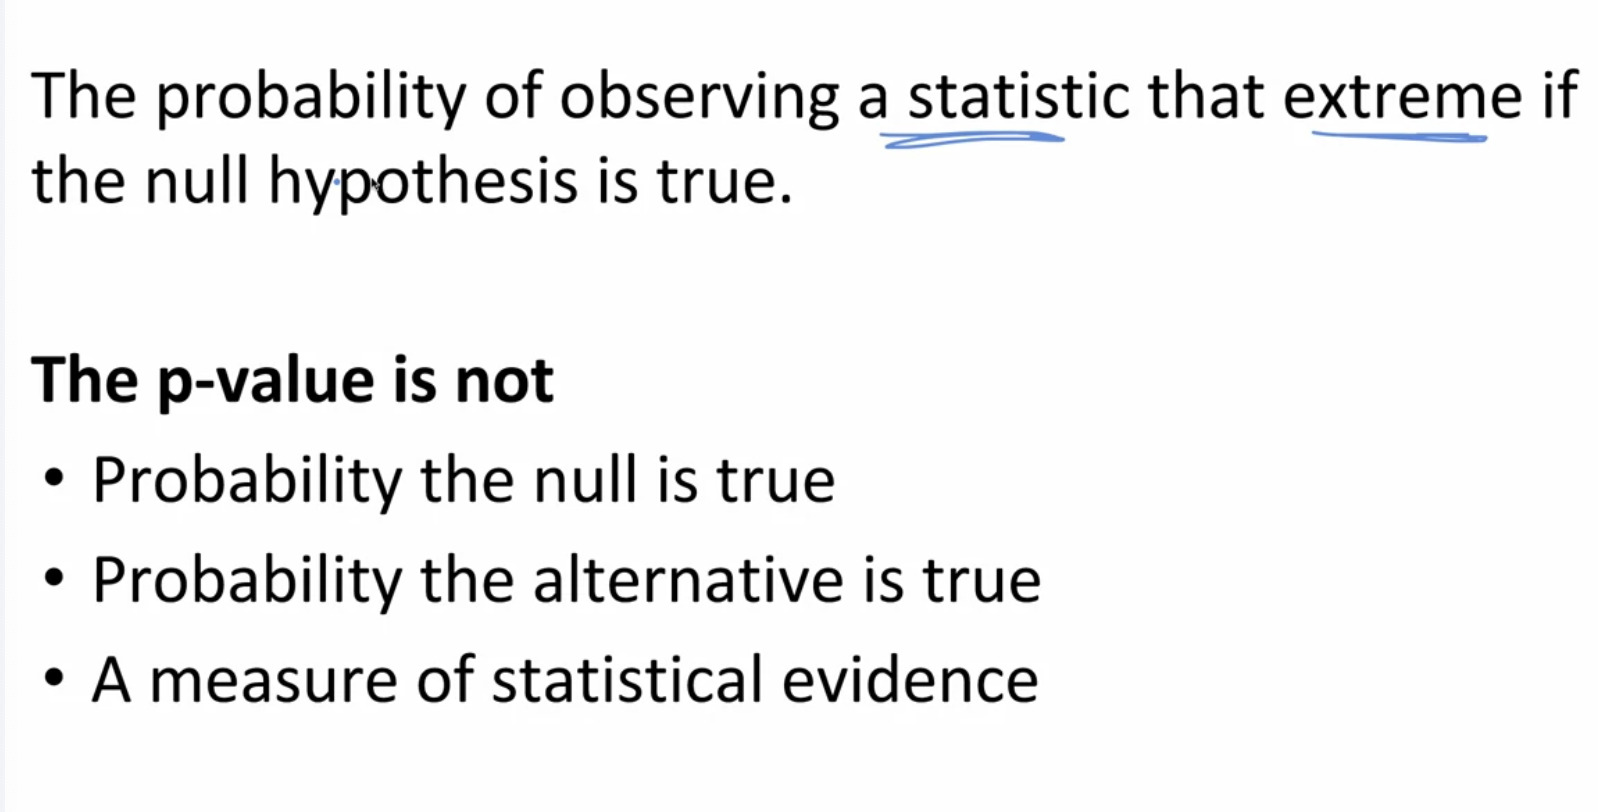 The probability of observing a statistic that extreme if
the null hypothesis is true.
The p-value is not
• Probability the null is true
• Probability the alternative is true
• A measure of statistical evidence